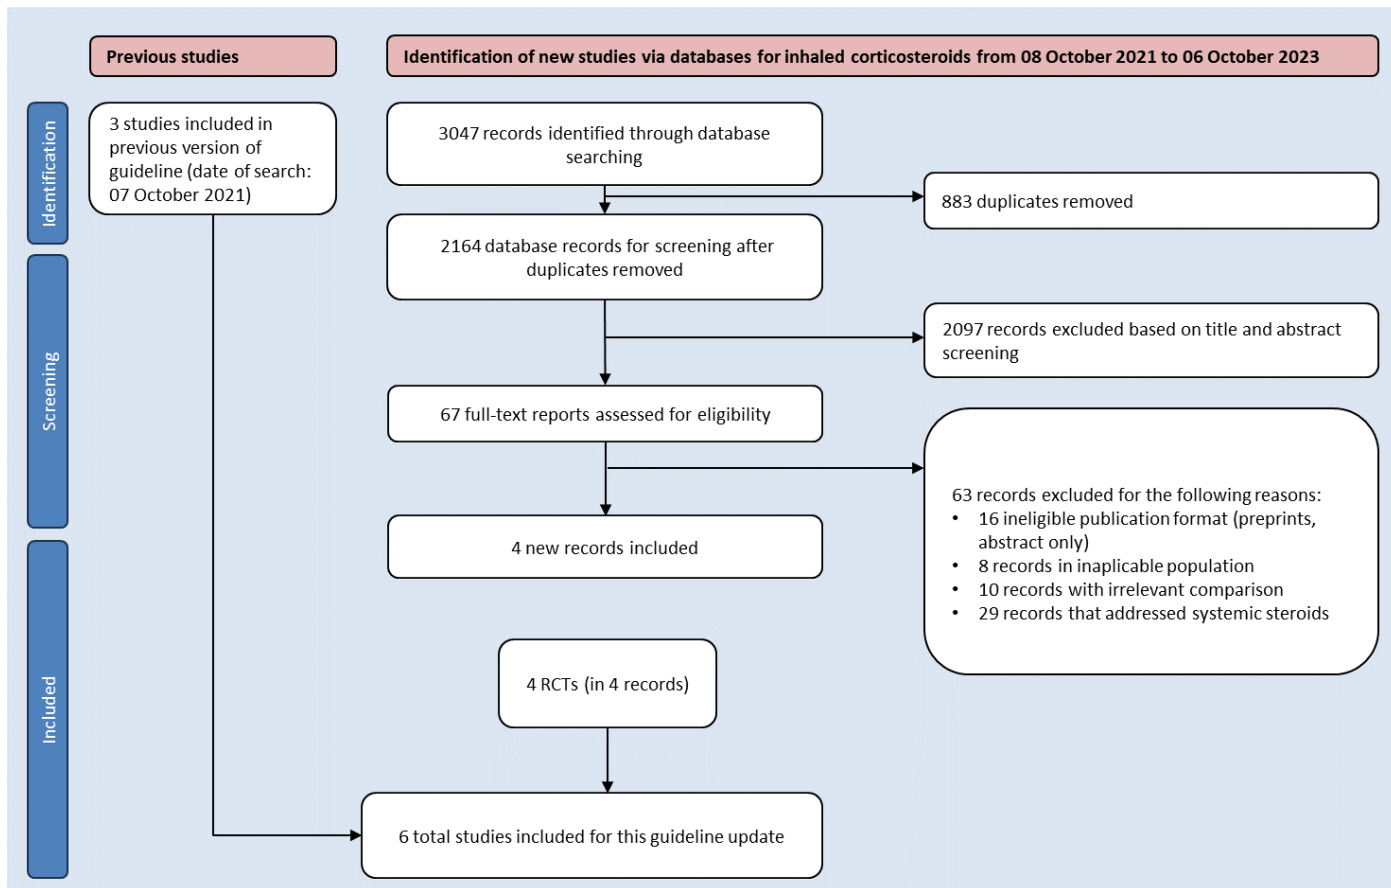 Previous studies
Identification of new studies via databases for inhaled corticosteroids from 08 October 2021 to 06 October 2023
Identification
3 studies included in
previous version of
guideline (date of search:
07 October 2021)
3047 records identified through database
searching
883 duplicates removed
2164 database records for screening after
duplicates removed
Screening
2097 records excluded based on title and abstract
screening
67 full-text reports assessed for eligibility
63 records excluded for the following reasons:
• 16 ineligible publication format (preprints,
abstract only)
• 8 records in inaplicable population
• 10 records with irrelevant comparison
• 29 records that addressed systemic steroids
4 new records included
Included
4 RCTs (in 4 records)
6 total studies included for this guideline update